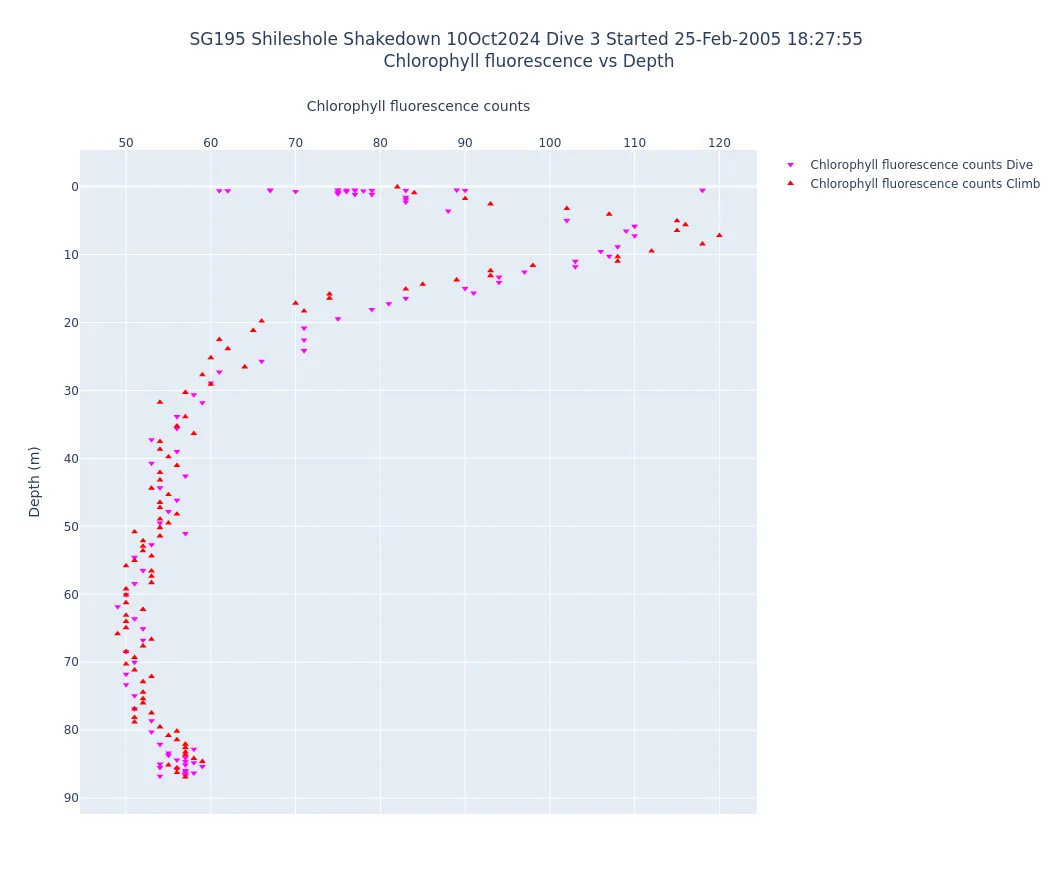 SG195 Shileshole Shakedown 10Oct2024 Dive 3 Started 25-Feb-2005 18:27:55
Chlorophyll fluorescence vs Depth
Chlorophyll fluorescence counts
50 60 70 80 90 100 110 120
Chlorophyll fluorescence counts Dive
Chlorophyll fluorescence counts Climb
0
10
20
30
40
50
60
70
80
90
Depth (m)